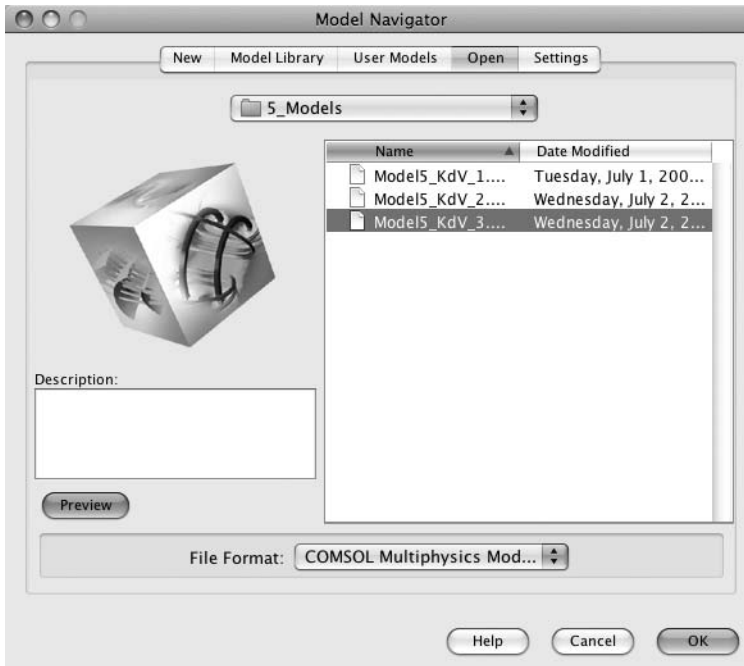 Model Navigator
New Model Library User Models Open Settings
5_Models
Name Date Modified
Model5_KdV_1.... Tuesday, July 1, 200...
Model5_KdV_2.... Wednesday, July 2, 2...
Model5_KdV_3.... Wednesday, July 2, 2...
Description:
Preview
File Format: COMSOL Multiphysics Mod...
Help Cancel OK